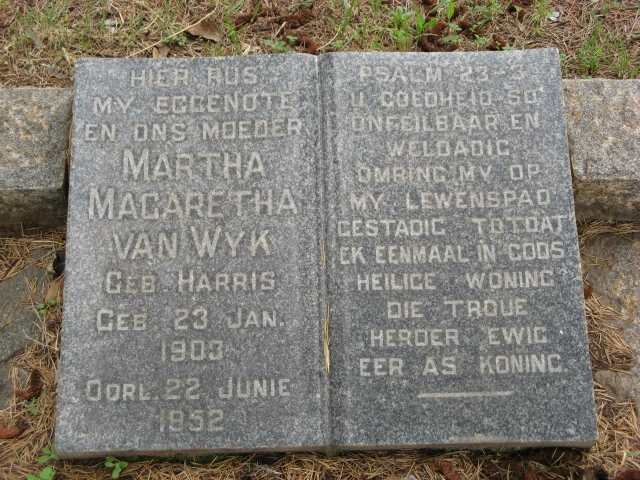 HIER RUS
MY EGGENOTE
EN ONS MOEDER
MARTHA
MAGARETHA
VAN WYK
GEB. HARRIS
GEB. 23 JAN.
1903
OORL. 22 JUNIE
1952
PSALM 23-3
U GOEDHEID SO
ONFEILBAAR EN
WELDADIG
OMRING MY OP
MY LEWENSPAD
GESTADIG TOTDAT
EK EENMAAL IN GODS
HEILIGE WONING
DIE TROUE
HERDER EWIG
EER AS KONING.